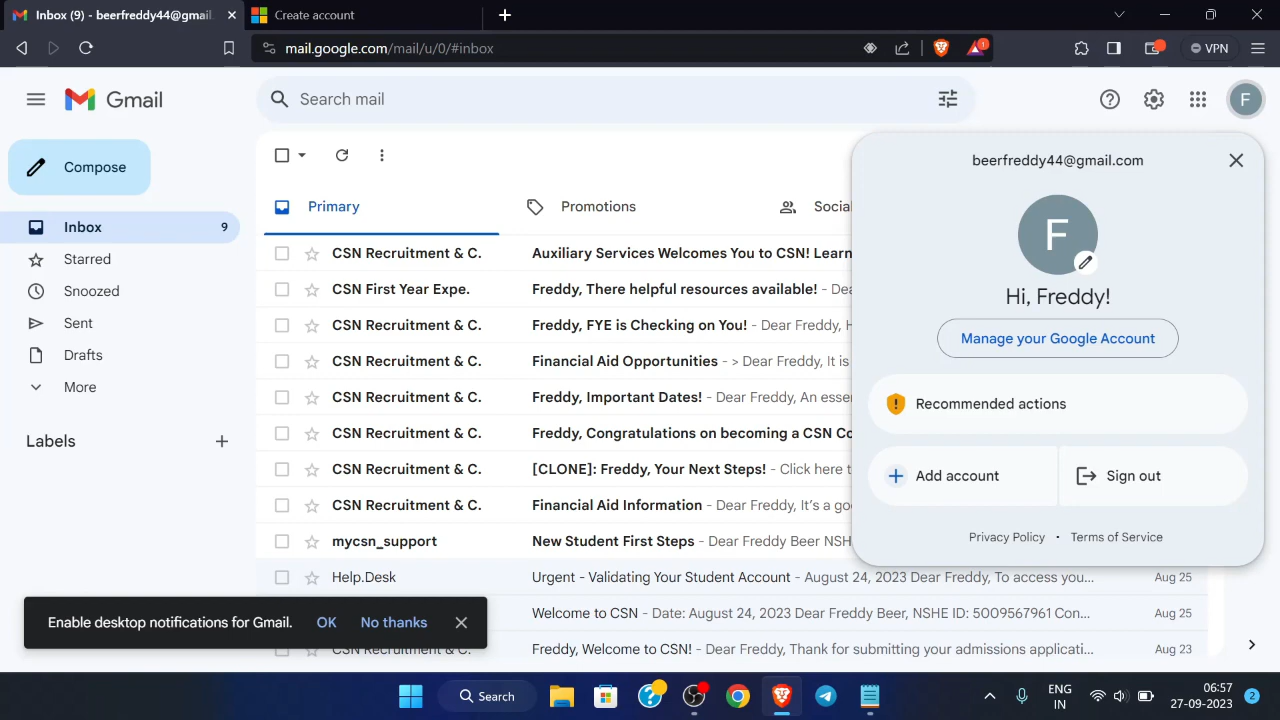 Inbox (9) - beerfreddy44@gmail.
Create account
mail.google.com/mail/u/0/#inbox
1
VPN
Gmail
Search mail
F
Compose
Inbox 9
Starred
Snoozed
Sent
Drafts
More
Labels
Primary
Promotions
Social
CSN Recruitment & C. Auxiliary Services Welcomes You to CSN! Learn
CSN First Year Expe. Freddy, There helpful resources available! - Dea
CSN Recruitment & C. Freddy, FYE is Checking on You! - Dear Freddy, H
CSN Recruitment & C. Financial Aid Opportunities - > Dear Freddy, It is
CSN Recruitment & C. Freddy, Important Dates! - Dear Freddy, An esse
CSN Recruitment & C. Freddy, Congratulations on becoming a CSN Co
CSN Recruitment & C. [CLONE]: Freddy, Your Next Steps! - Click here t
CSN Recruitment & C. Financial Aid Information - Dear Freddy, It's a go
mycsn_support New Student First Steps - Dear Freddy Beer NSH
Help.Desk Urgent - Validating Your Student Account - August 24, 2023 Dear Freddy, To access you... Aug 25
Welcome to CSN - Date: August 24, 2023 Dear Freddy Beer, NSHE ID: 5009567961 Con... Aug 25
CSN Recruitment & C. Freddy, Welcome to CSN! - Dear Freddy, Thank for submitting your admissions applicati... Aug 23
beerfreddy44@gmail.com
F
Hi, Freddy!
Manage your Google Account
Recommended actions
Add account
Sign out
Privacy Policy • Terms of Service
Enable desktop notifications for Gmail. OK No thanks
Search
ENG
IN
06:57
27-09-2023
2